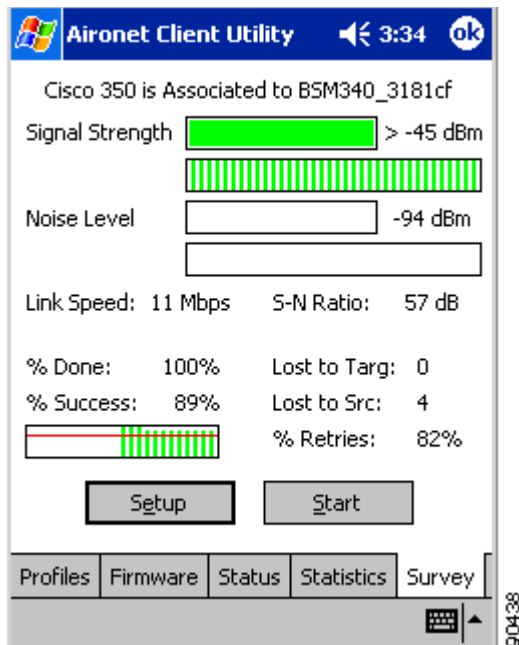 Aironet Client Utility 3:34 ok
Cisco 350 is Associated to BSM340_3181cf
Signal Strength > -45 dBm
Noise Level -94 dBm
Link Speed: 11 Mbps S-N Ratio: 57 dB
% Done: 100% Lost to Targ: 0
% Success: 89% Lost to Src: 4
% Retries: 82%
Setup Start
Profiles Firmware Status Statistics Survey
90438